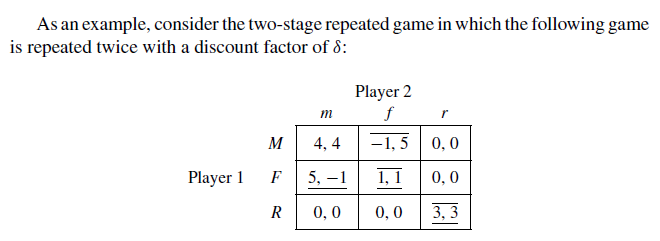 As an example, consider the two-stage repeated game in which the following game
is repeated twice with a discount factor of δ:
Player 2
m f r
M 4, 4 −1, 5 0, 0
Player 1 F 5, −1 1, 1 0, 0
R 0, 0 0, 0 3, 3